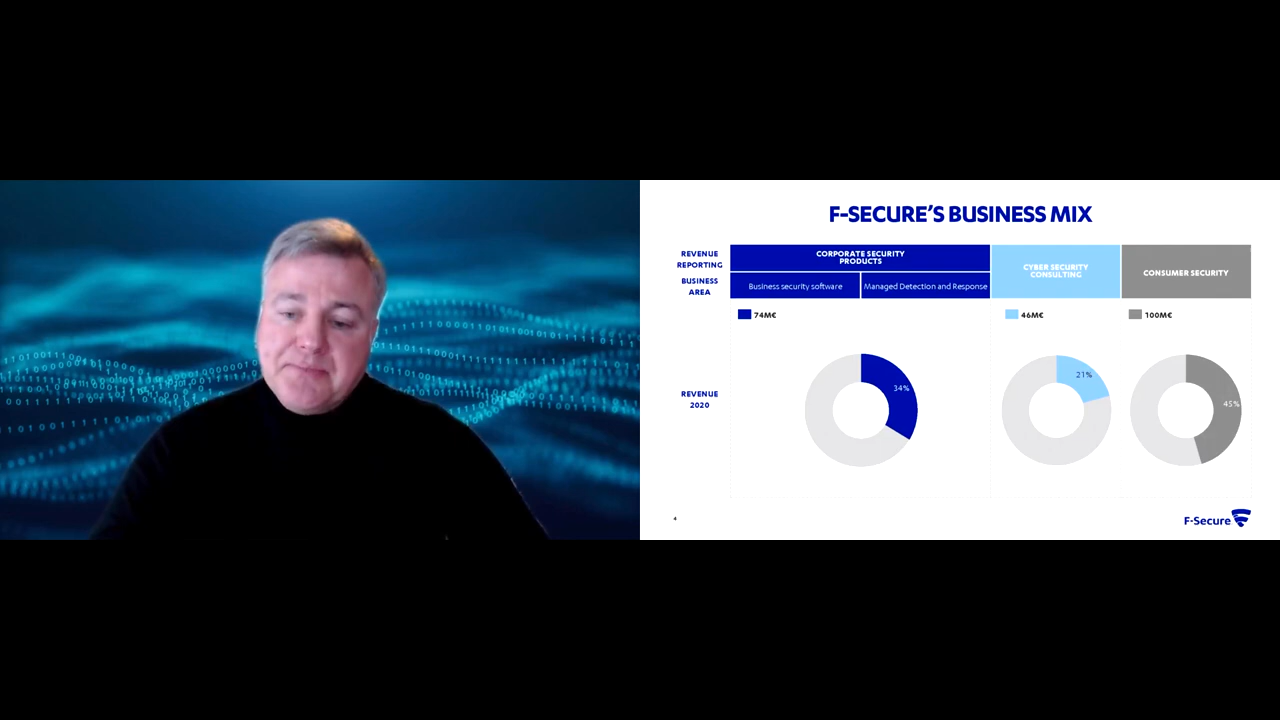 F-SECURE'S BUSINESS MIX
REVENUE
REPORTING
CORPORATE SECURITY
PRODUCTS
CYBER SECURITY
CONSULTING
CONSUMER SECURITY
BUSINESS
AREA
Business security software
Managed Detection and Response
74M€
46M€
100M€
REVENUE
2020
34%
21%
45%
4
F-Secure